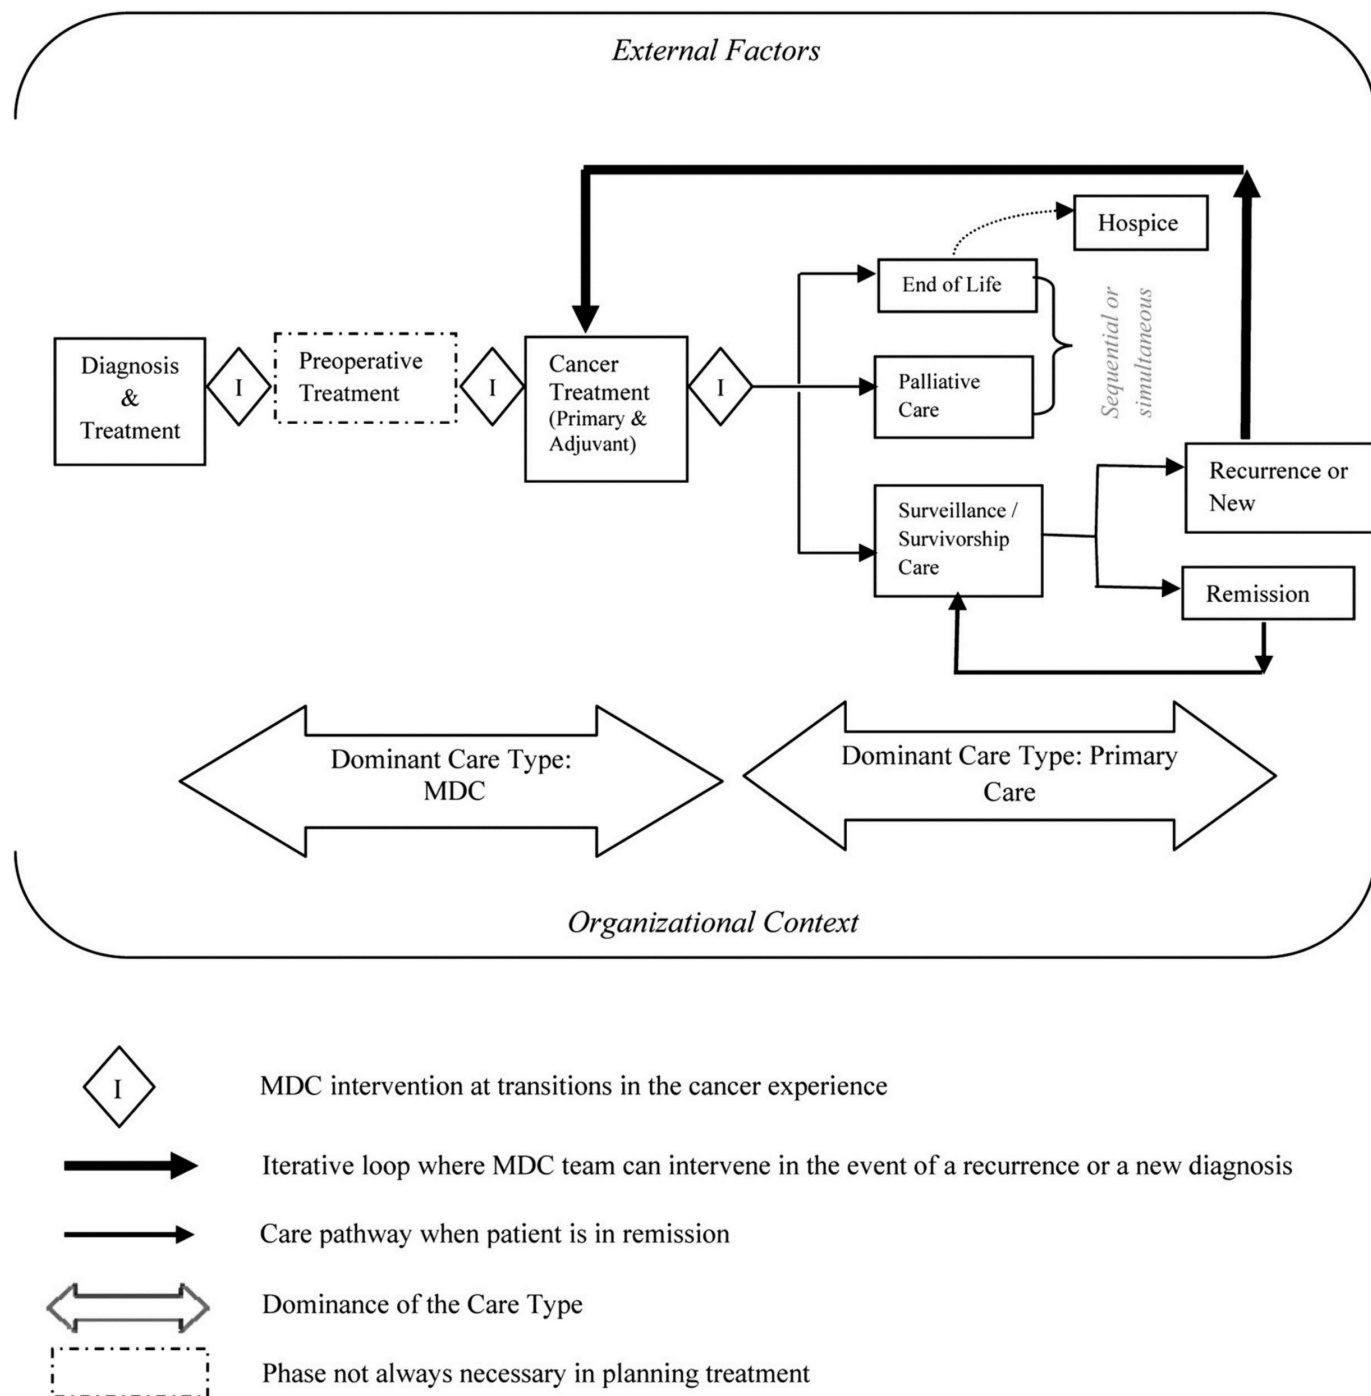 External Factors
Hospice
End of Life
Sequential or
simultaneous
Diagnosis
&
Treatment
I
Preoperative
Treatment
I
Cancer
Treatment
(Primary &
Adjuvant)
I
Palliative
Care
Surveillance /
Survivorship
Care
Recurrence or
New
Remission
Dominant Care Type:
MDC
Dominant Care Type: Primary
Care
Organizational Context
I
MDC intervention at transitions in the cancer experience
Iterative loop where MDC team can intervene in the event of a recurrence or a new diagnosis
Care pathway when patient is in remission
Dominance of the Care Type
Phase not always necessary in planning treatment